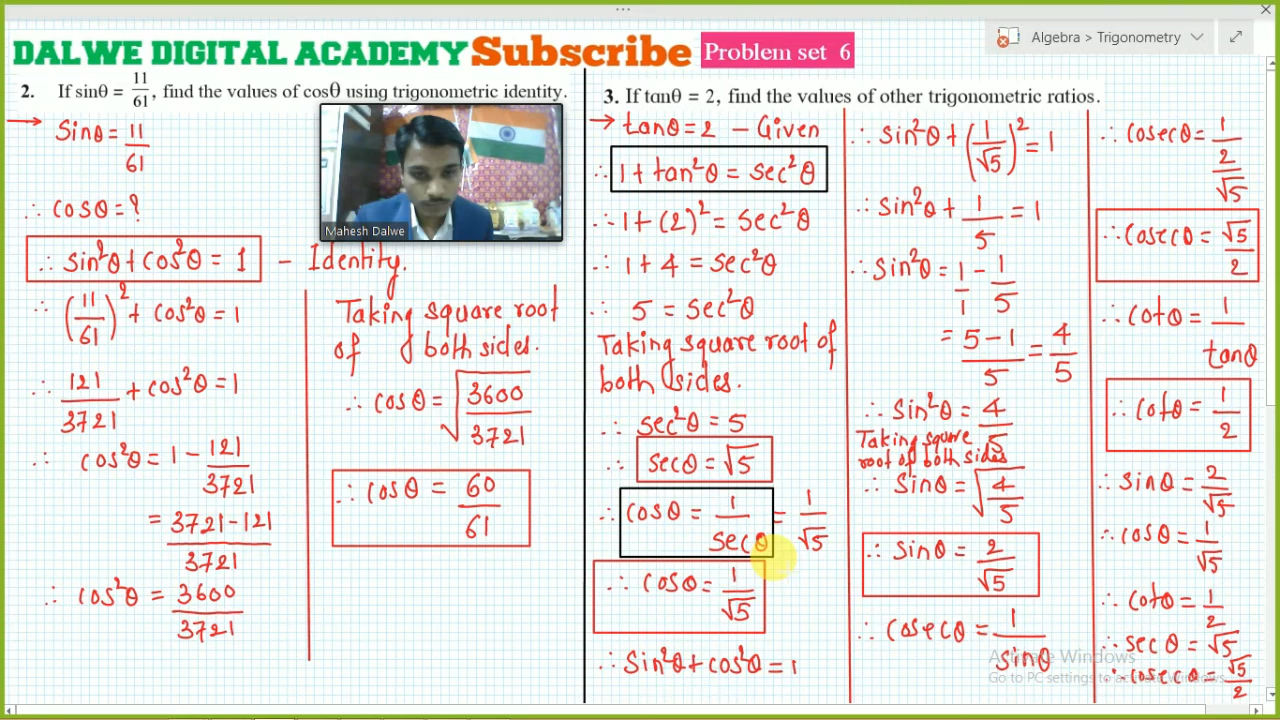 Algebra > Trigonometry
DALWE DIGITAL ACADEMY Subscribe Problem set 6
2. If sinθ = 11/61, find the values of cosθ using trigonometric identity.
→ Sinθ = 11/61
∴ cosθ = ?
∴ sin²θ + cos²θ = 1 – Identity.
∴ (11/61)² + cos²θ = 1
∴ 121/3721 + cos²θ = 1
∴ cos²θ = 1 – 121/3721
= 3721-121/3721
∴ cos²θ = 3600/3721
Taking square root
of both sides.
∴ cosθ = √3600/3721
∴ cosθ = 60/61
Mahesh Dalwe
3. If tanθ = 2, find the values of other trigonometric ratios.
→ tanθ = 2 – Given
∴ 1 + tan²θ = sec²θ
∴ 1 + (2)² = sec²θ
∴ 1 + 4 = sec²θ
∴ 5 = sec²θ
Taking square root of
both sides.
∴ sec²θ = 5
∴ secθ = √5
∴ cosθ = 1/secθ = 1/√5
∴ cosθ = 1/√5
∴ Sin²θ + cos²θ = 1
∴ sin²θ + (1/√5)² = 1
∴ sin²θ + 1/5 = 1
∴ sin²θ = 1/1 – 1/5
= 5-1/5 = 4/5
∴ sin²θ = 4/5
Taking square
root of both sides
∴ sinθ = √4/5
∴ sinθ = 2/√5
∴ cosecθ = 1/sinθ
∴ cosecθ = 1/2/√5
∴ cosecθ = √5/2
∴ cotθ = 1/tanθ
∴ cotθ = 1/2
∴ sinθ = 2/√5
∴ cosθ = 1/√5
∴ cotθ = 1/2
∴ secθ = √5
∴ cosecθ = √5/2
Activate Windows
Go to PC settings to activate Windows